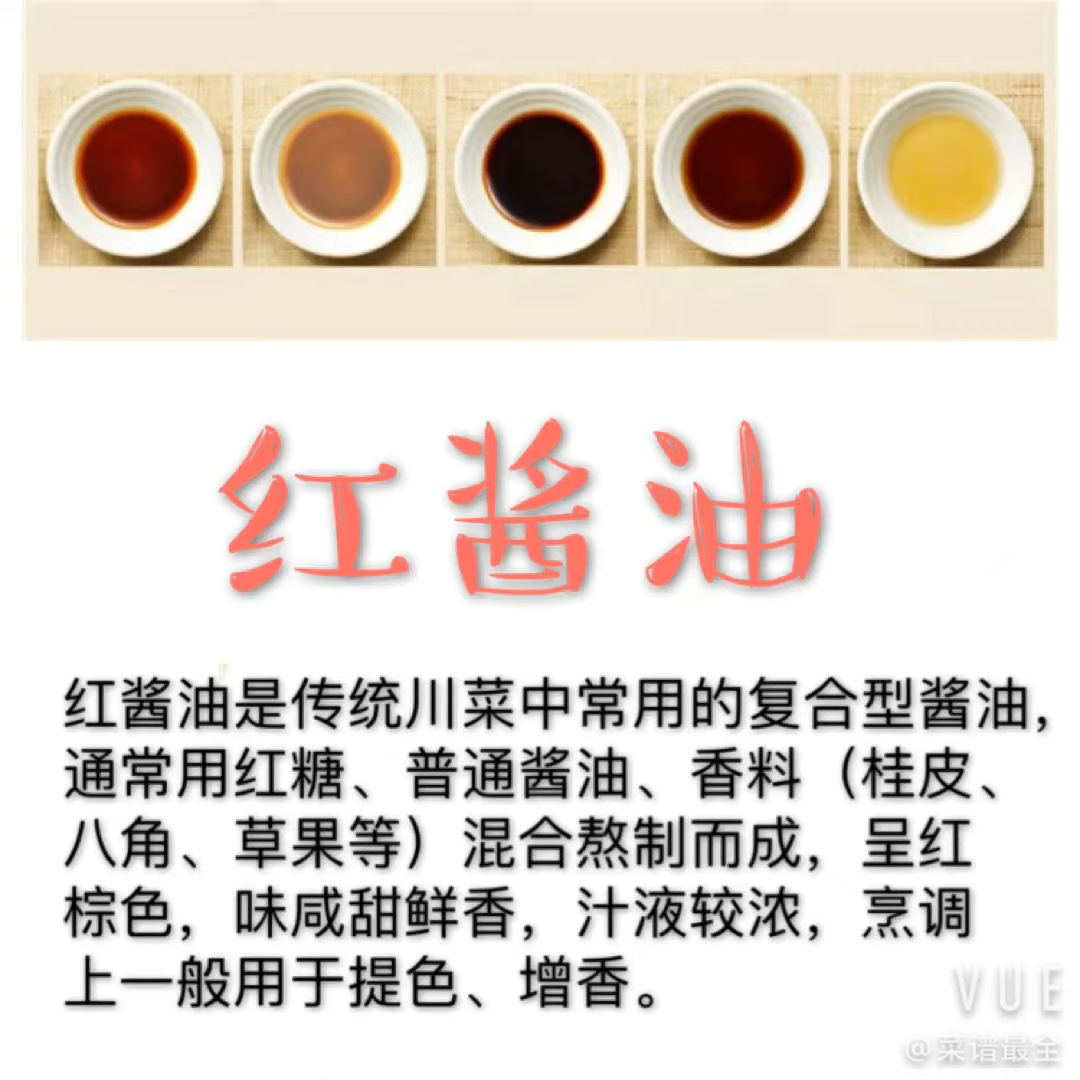 红酱油
红酱油是传统川菜中常用的复合型酱油，
通常用红糖、普通酱油、香料（桂皮、
八角、草果等）混合熬制而成，呈红
棕色，味咸甜鲜香，汁液较浓，烹调
上一般用于提色、增香。
VUE
@菜谱最全